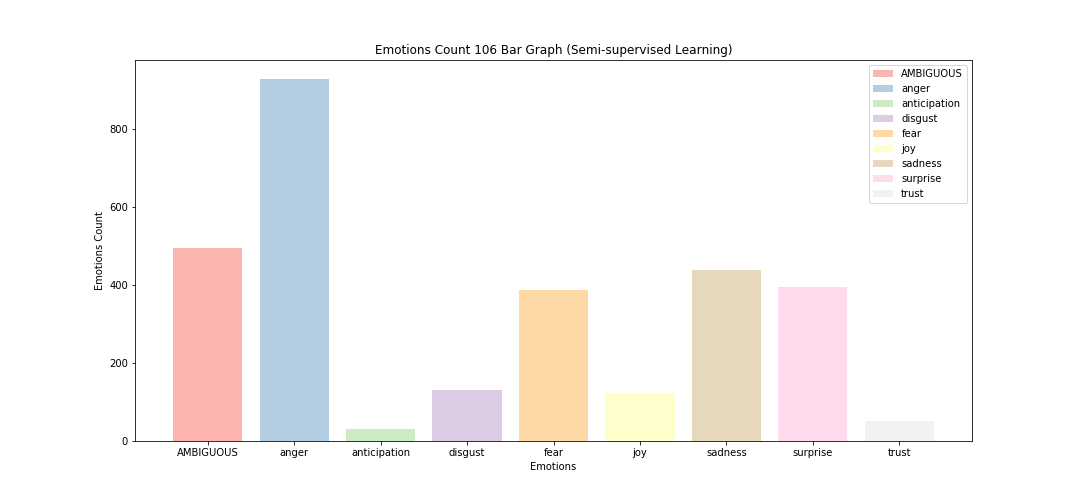 Emotions Count 106 Bar Graph (Semi-supervised Learning)
AMBIGUOUS
anger
anticipation
disgust
fear
joy
sadness
surprise
trust
Emotions Count
800
600
400
200
0
AMBIGUOUS anger anticipation disgust fear joy sadness surprise trust
Emotions